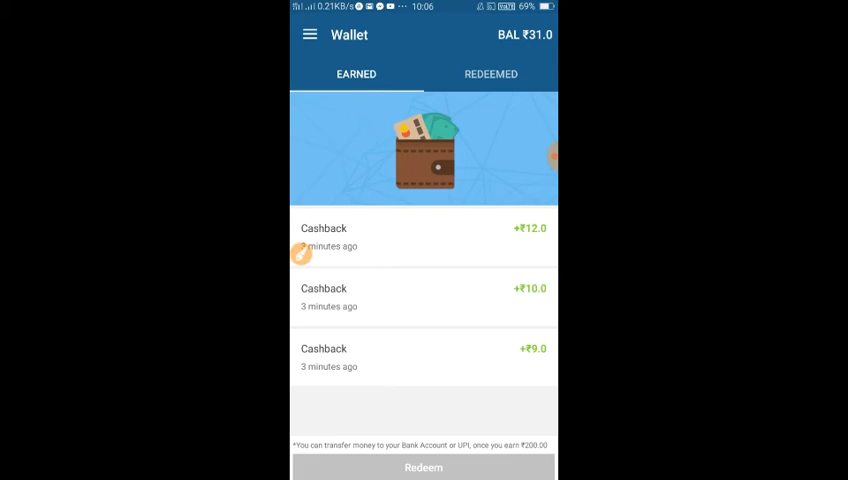 0.21KB/s ... 10:06 VoLTE 69%
Wallet BAL ₹31.0
EARNED REDEEMED
Cashback +₹12.0
3 minutes ago
Cashback +₹10.0
3 minutes ago
Cashback +₹9.0
3 minutes ago
*You can transfer money to your Bank Account or UPI, once you earn ₹200.00
Redeem